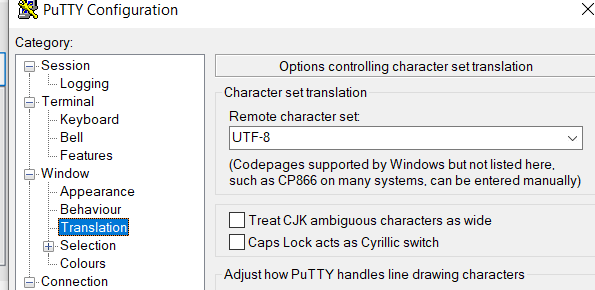 PuTTY Configuration
Category:
Session
Logging
Terminal
Keyboard
Bell
Features
Window
Appearance
Behaviour
Translation
Selection
Colours
Connection
Options controlling character set translation
Character set translation
Remote character set:
UTF-8
(Codepages supported by Windows but not listed here,
such as CP866 on many systems, can be entered manually)
Treat CJK ambiguous characters as wide
Caps Lock acts as Cyrillic switch
Adjust how PuTTY handles line drawing characters